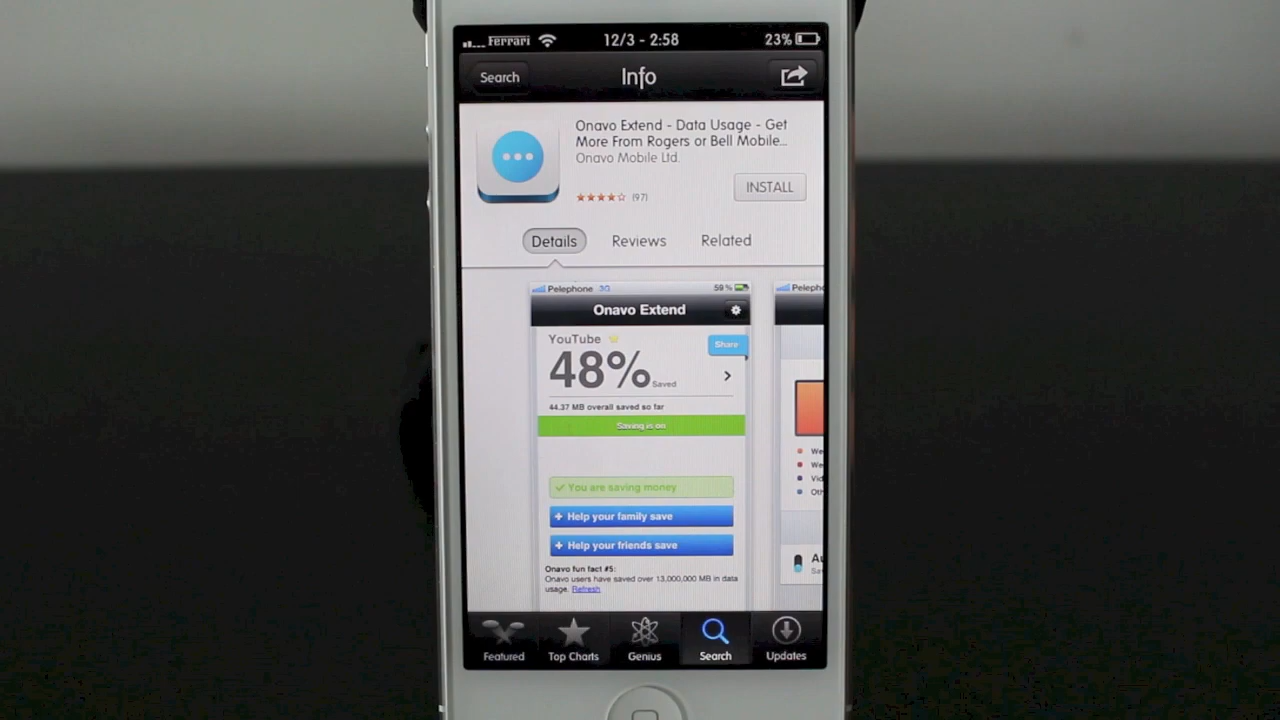 Ferrari 12/3 - 2:58 23%
Search Info
Onavo Extend - Data Usage - Get
More From Rogers or Bell Mobile...
Onavo Mobile Ltd.
(97)
INSTALL
Details Reviews Related
Pelephone 3G 59%
Onavo Extend
YouTube
Share
48% Saved
44.37 MB overall saved so far
Saving is on
✓ You are saving money
+ Help your family save
+ Help your friends save
Onavo fun fact #5:
Onavo users have saved over 13,000,000 MB in data
usage. Refresh
Pelepho
We
We
Vid
Oth
Au
Sav
Featured Top Charts Genius Search Updates